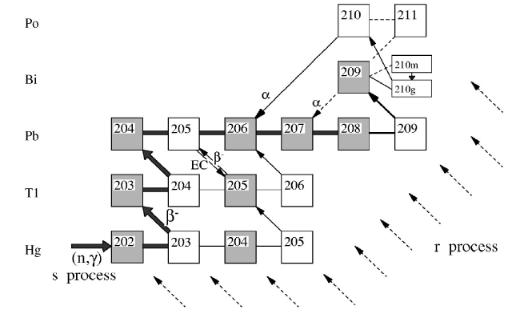 Po 210 211
Bi 209 210m
210g
α α
Pb 204 205 206 207 208 209
EC β⁻
Tl 203 204 205 206
β⁻
Hg 202 203 204 205
(n,γ)
s process
r process